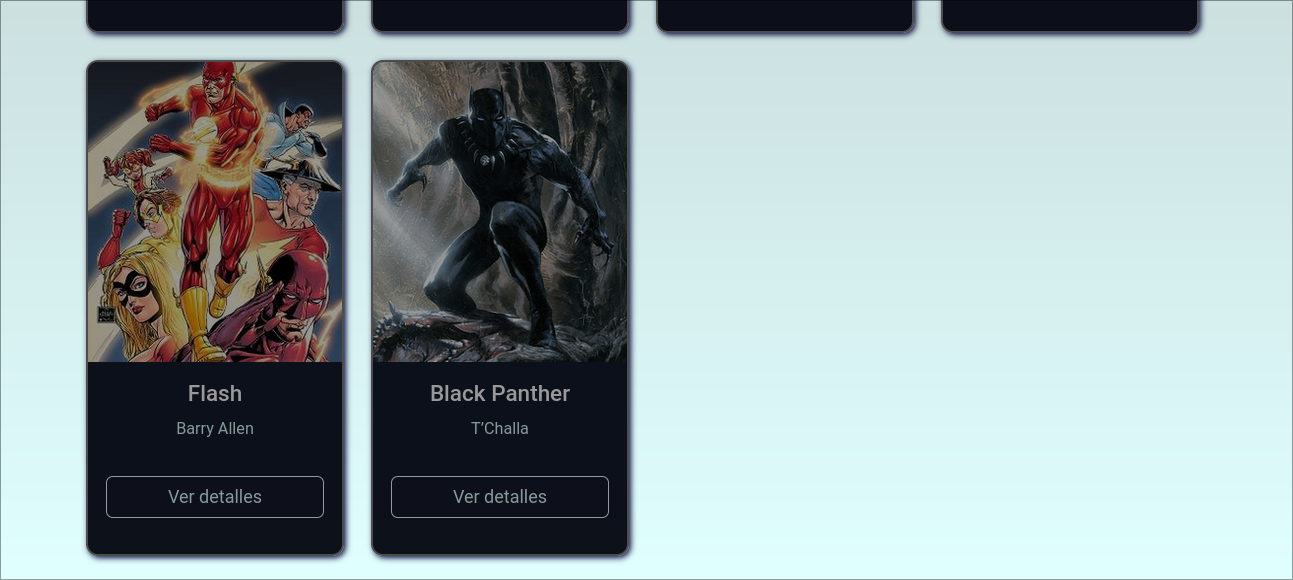 Flash
Barry Allen
Ver detalles
Black Panther
T’Challa
Ver detalles